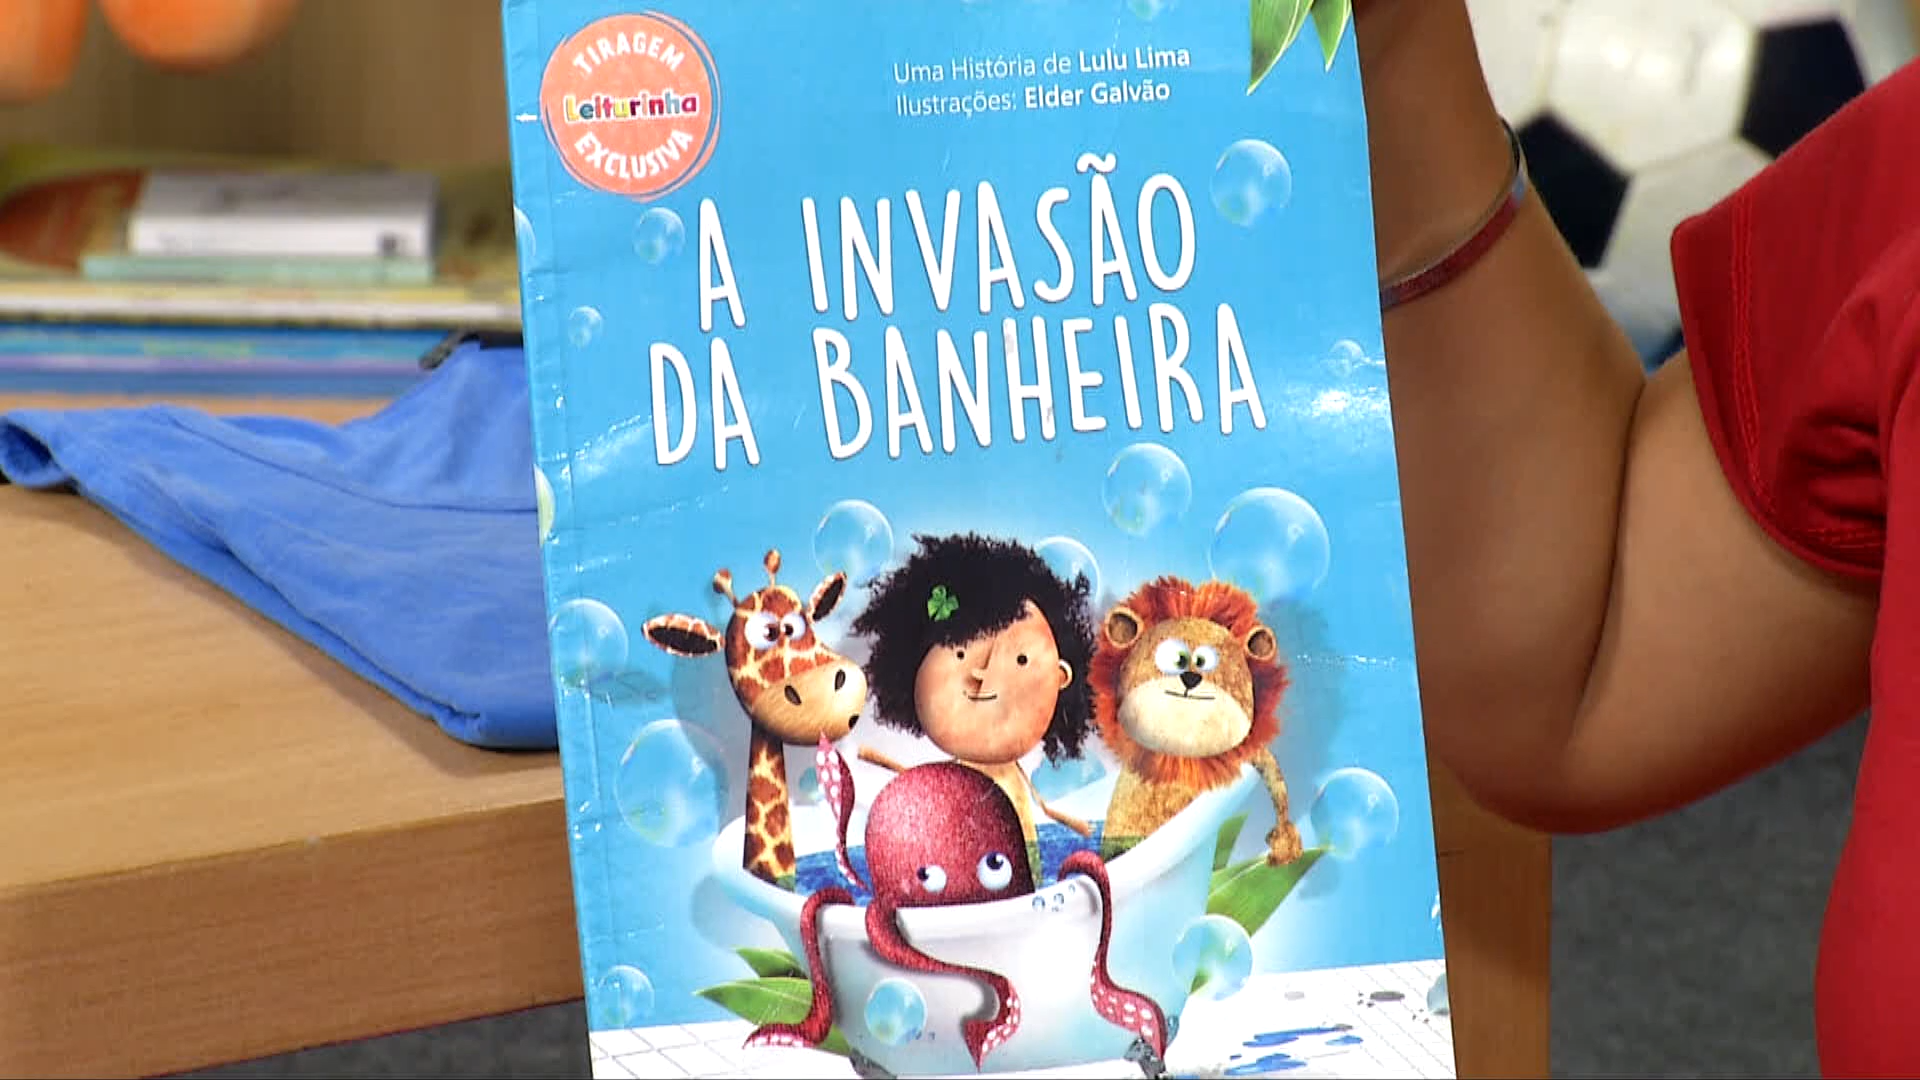 TIRAGEM
Leiturinha
EXCLUSIVA
Uma História de Lulu Lima
Ilustrações: Elder Galvão
A INVASÃO
DA BANHEIRA